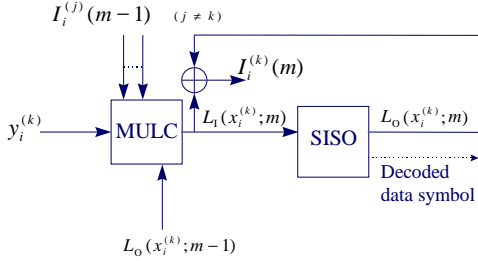 I_i^{(j)}(m−1) (j ≠ k)
I_i^{(k)}(m)
y_i^{(k)}
MULC
L_I(x_i^{(k)};m)
SISO
L_O(x_i^{(k)};m)
Decoded
data symbol
L_O(x_i^{(k)};m−1)